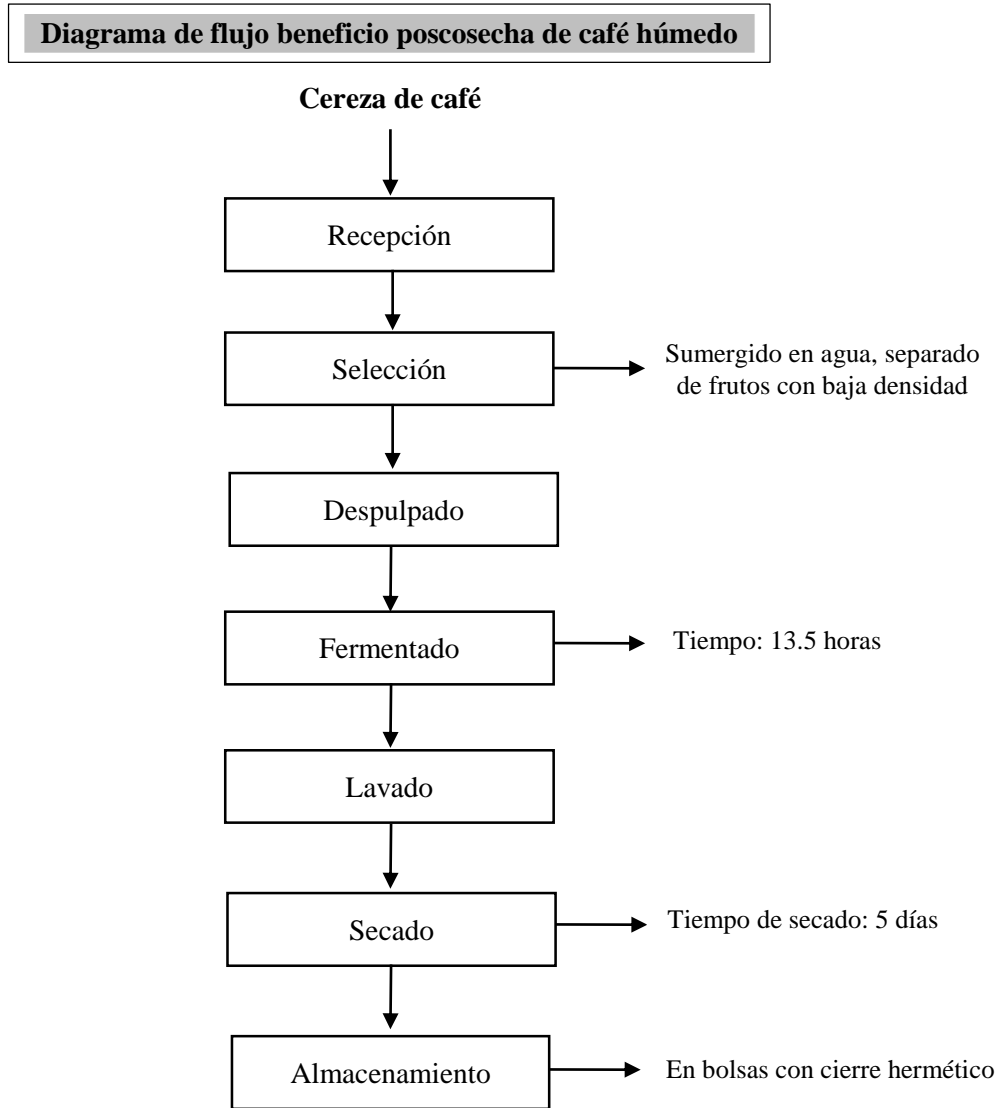 Diagrama de flujo beneficio poscosecha de café húmedo
Cereza de café
Recepción
Selección
Sumergido en agua, separado
de frutos con baja densidad
Despulpado
Fermentado
Tiempo: 13.5 horas
Lavado
Secado
Tiempo de secado: 5 días
Almacenamiento
En bolsas con cierre hermético